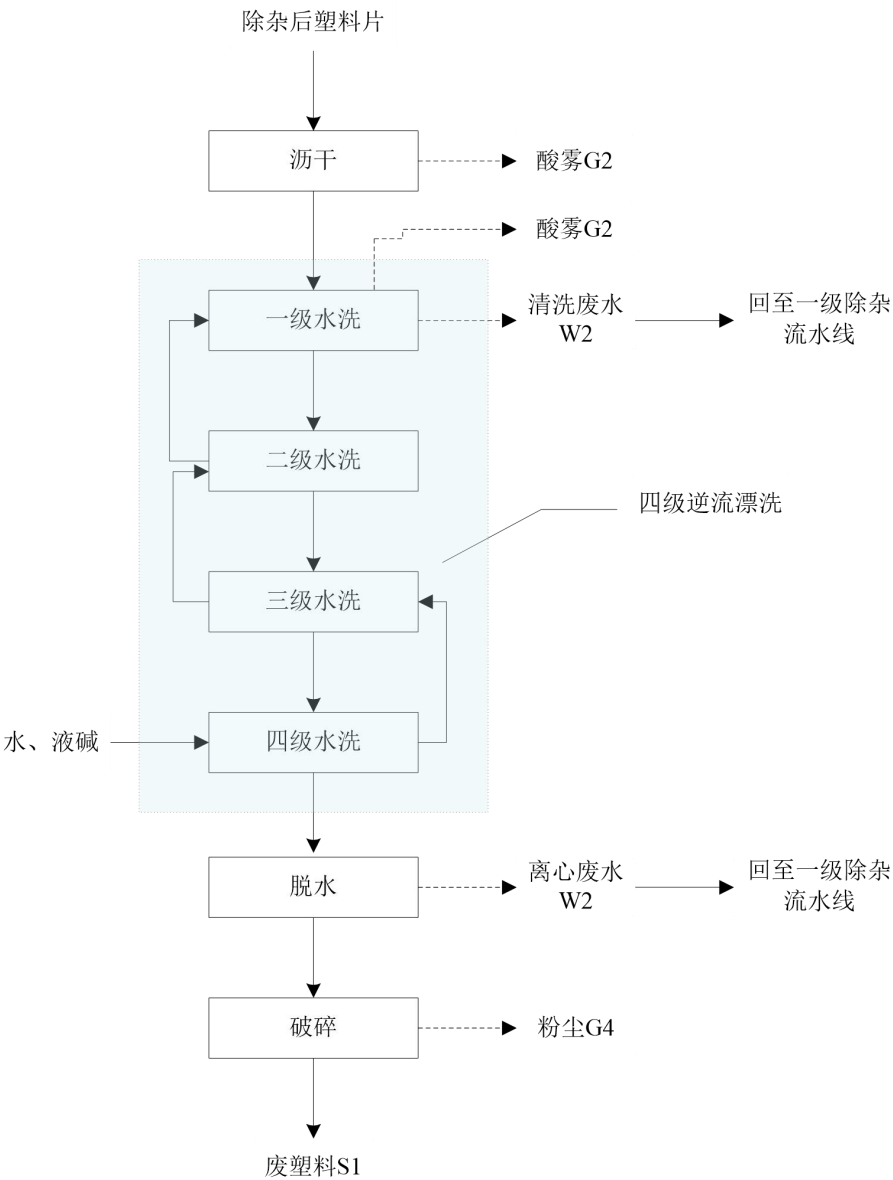 除杂后塑料片
沥干
酸雾G2
酸雾G2
一级水洗
清洗废水
W2
回至一级除杂
流水线
二级水洗
四级逆流漂洗
三级水洗
水、液碱
四级水洗
脱水
离心废水
W2
回至一级除杂
流水线
破碎
粉尘G4
废塑料S1